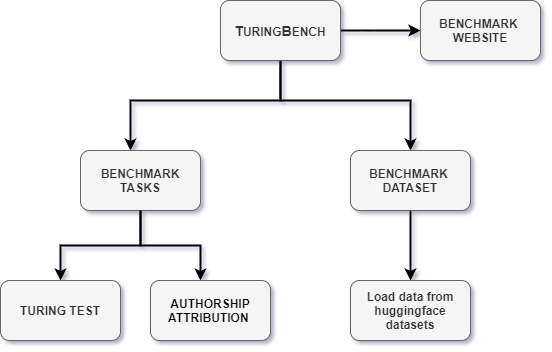 TURINGBENCH
BENCHMARK
WEBSITE
BENCHMARK
TASKS
BENCHMARK
DATASET
TURING TEST
AUTHORSHIP
ATTRIBUTION
Load data from
huggingface
datasets